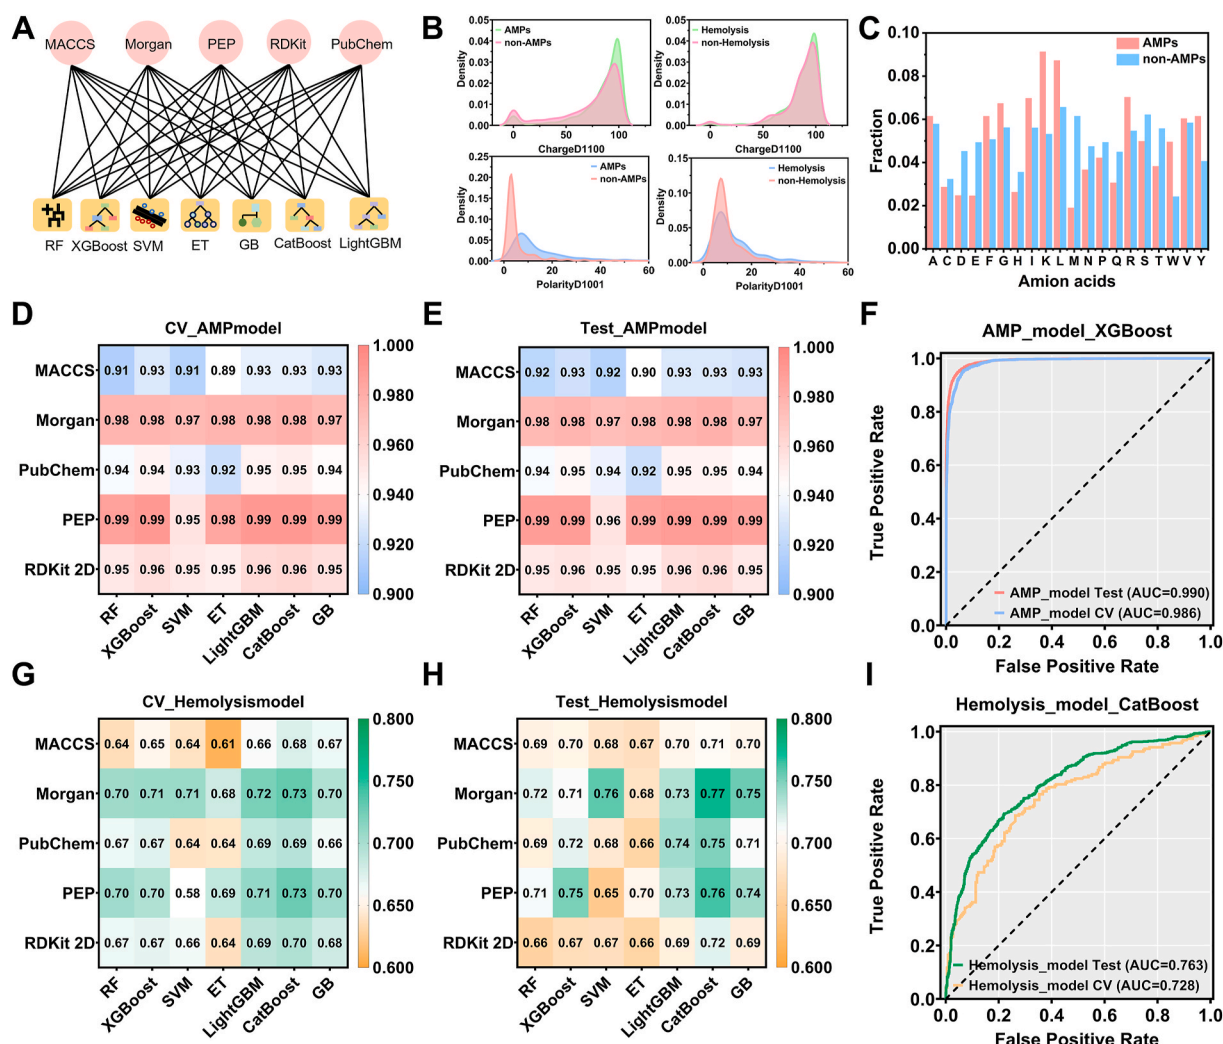 A
MACCS Morgan PEP RDKit PubChem
RF XGBoost SVM ET GB CatBoost LightGBM
B
0.05
0.04
0.03
0.02
0.01
0.00
Density
AMPs
non-AMPs
0 50 100
ChargeD1100
0.05
0.04
0.03
0.02
0.01
0.00
Density
Hemolysis
non-Hemolysis
0 50 100
ChargeD1100
0.25
0.20
0.15
0.10
0.05
0.00
Density
AMPs
non-AMPs
0 20 40 60
PolarityD1001
0.15
0.10
0.05
0.00
Density
Hemolysis
non-Hemolysis
0 20 40 60
PolarityD1001
C
0.10
0.08
0.06
0.04
0.02
0.00
Fraction
AMPs
non-AMPs
A C D E F G H I K L M N P Q R S T W V Y
Amion acids
D
CV_AMPmodel
MACCS 0.91 0.93 0.91 0.89 0.93 0.93 0.93
Morgan 0.98 0.98 0.97 0.98 0.98 0.98 0.97
PubChem 0.94 0.94 0.93 0.92 0.95 0.95 0.94
PEP 0.99 0.99 0.95 0.98 0.99 0.99 0.99
RDKit 2D 0.95 0.96 0.95 0.95 0.96 0.96 0.95
RF XGBoost SVM ET LightGBM CatBoost GB
1.000
0.980
0.960
0.940
0.920
0.900
E
Test_AMPmodel
MACCS 0.92 0.93 0.92 0.90 0.93 0.93 0.93
Morgan 0.98 0.98 0.97 0.98 0.98 0.98 0.97
PubChem 0.94 0.95 0.94 0.92 0.95 0.95 0.94
PEP 0.99 0.99 0.96 0.99 0.99 0.99 0.99
RDKit 2D 0.95 0.96 0.95 0.95 0.96 0.96 0.95
RF XGBoost SVM ET LightGBM CatBoost GB
1.000
0.980
0.960
0.940
0.920
0.900
F
AMP_model_XGBoost
1.0
0.8
0.6
0.4
0.2
0.0
True Positive Rate
AMP_model Test (AUC=0.990)
AMP_model CV (AUC=0.986)
0.0 0.2 0.4 0.6 0.8 1.0
False Positive Rate
G
CV_Hemolysismodel
MACCS 0.64 0.65 0.64 0.61 0.66 0.68 0.67
Morgan 0.70 0.71 0.71 0.68 0.72 0.73 0.70
PubChem 0.67 0.67 0.64 0.64 0.69 0.69 0.66
PEP 0.70 0.70 0.58 0.69 0.71 0.73 0.70
RDKit 2D 0.67 0.67 0.66 0.64 0.69 0.70 0.68
RF XGBoost SVM ET LightGBM CatBoost GB
0.800
0.750
0.700
0.650
0.600
H
Test_Hemolysismodel
MACCS 0.69 0.70 0.68 0.67 0.70 0.71 0.70
Morgan 0.72 0.71 0.76 0.68 0.73 0.77 0.75
PubChem 0.69 0.72 0.68 0.66 0.74 0.75 0.71
PEP 0.71 0.75 0.65 0.70 0.73 0.76 0.74
RDKit 2D 0.66 0.67 0.67 0.66 0.69 0.72 0.69
RF XGBoost SVM ET LightGBM CatBoost GB
0.800
0.750
0.700
0.650
0.600
I
Hemolysis_model_CatBoost
1.0
0.8
0.6
0.4
0.2
0.0
True Positive Rate
Hemolysis_model Test (AUC=0.763)
Hemolysis_model CV (AUC=0.728)
0.0 0.2 0.4 0.6 0.8 1.0
False Positive Rate